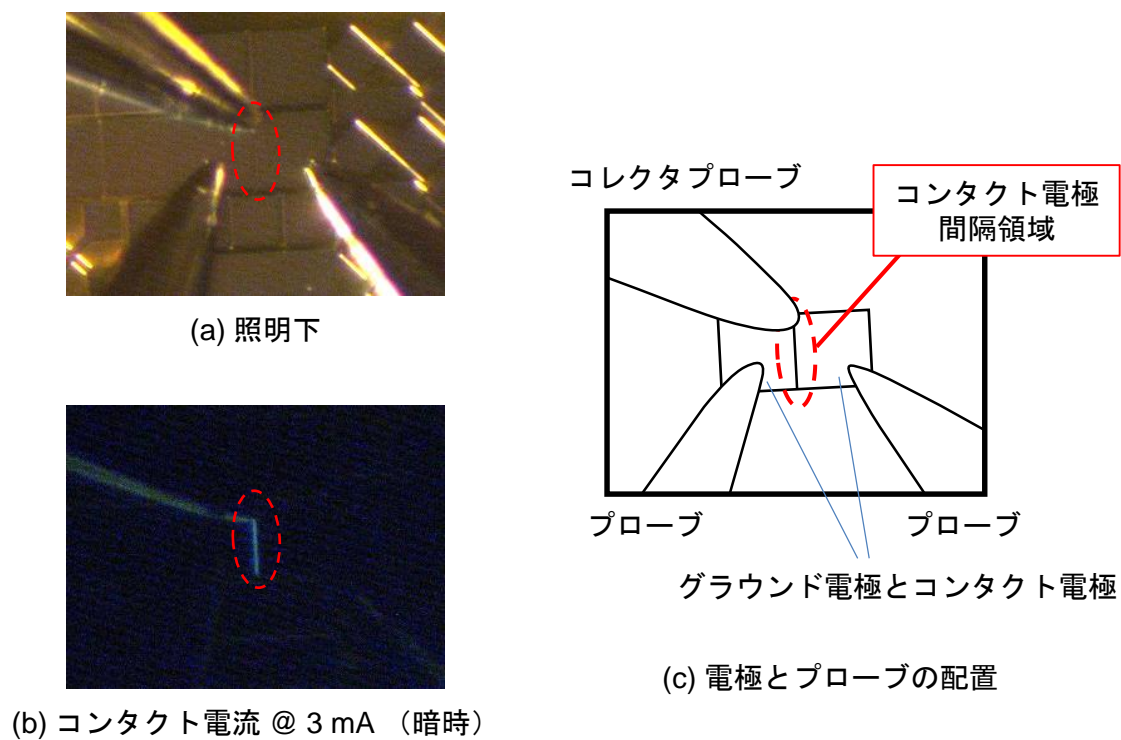 (a) 照明下
(b) コンタクト電流 @ 3 mA （暗時）
コレクタプローブ
コンタクト電極
間隔領域
プローブ
プローブ
グラウンド電極とコンタクト電極
(c) 電極とプローブの配置